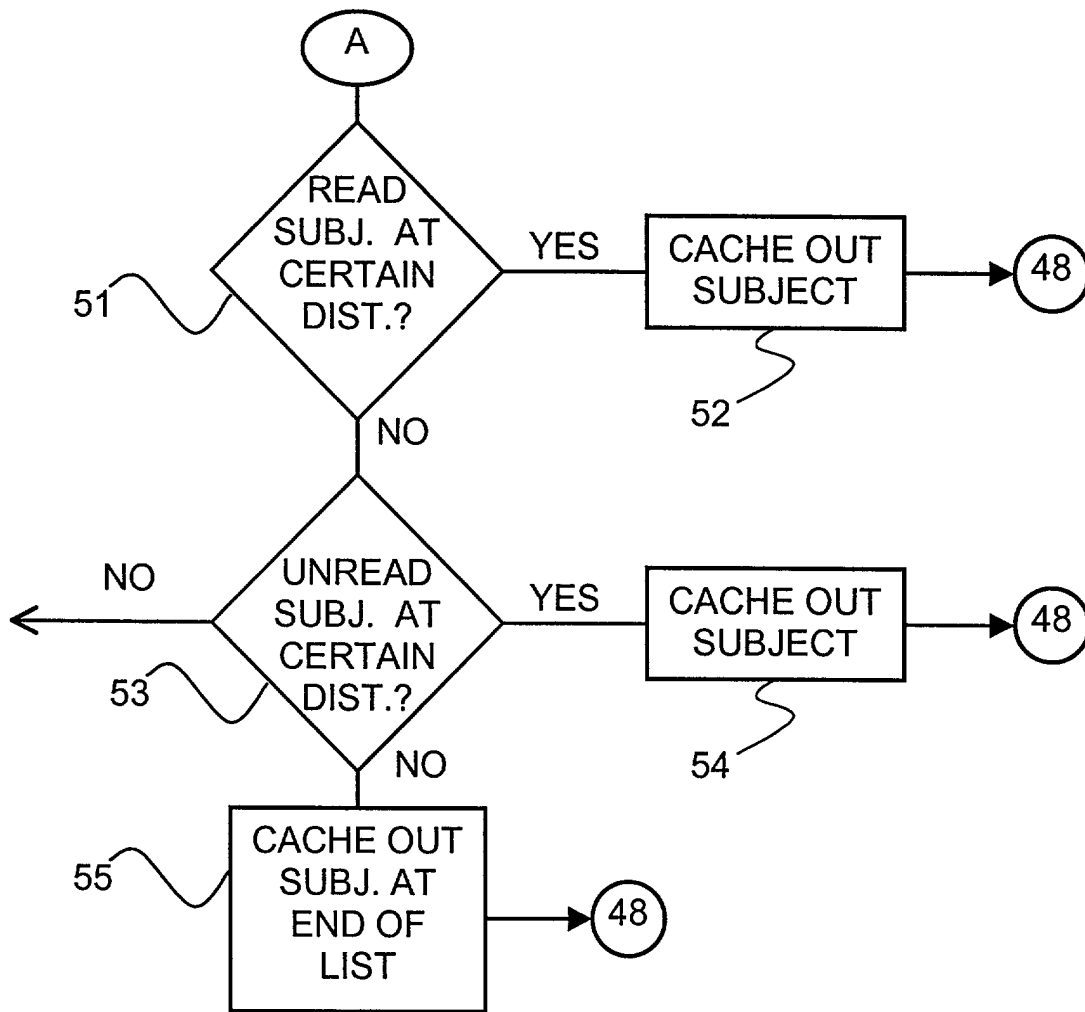 A
READ
SUBJ. AT
CERTAIN
DIST.?
YES
CACHE OUT
SUBJECT
48
51
52
NO
NO
UNREAD
SUBJ. AT
CERTAIN
DIST.?
YES
CACHE OUT
SUBJECT
48
53
54
NO
CACHE OUT
SUBJ. AT
END OF
LIST
48
55